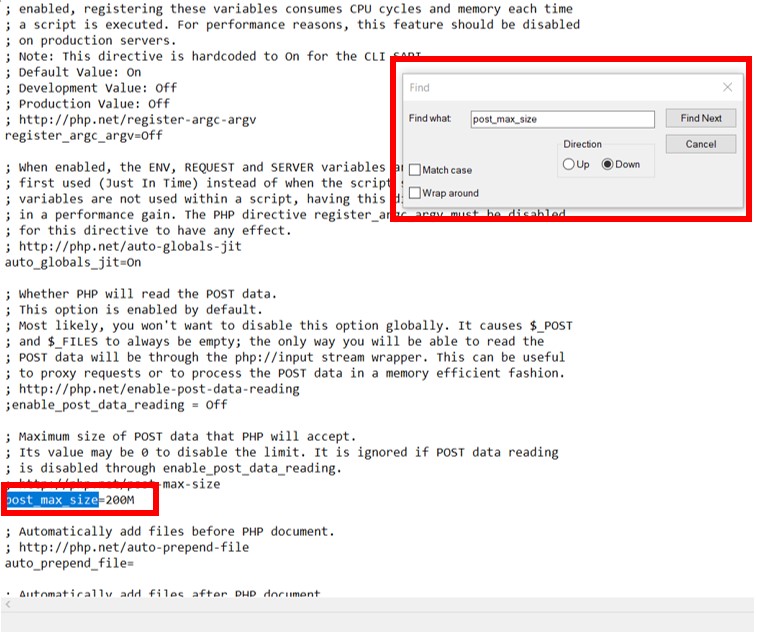 ; enabled, registering these variables consumes CPU cycles and memory each time
; a script is executed. For performance reasons, this feature should be disabled
; on production servers.
; Note: This directive is hardcoded to On for the CLI SAPI
; Default Value: On
; Development Value: Off
; Production Value: Off
; http://php.net/register-argc-argv
register_argc_argv=Off
Find
Find what:
post_max_size
Find Next
Cancel
Direction
Up
Down
Match case
Wrap around
; When enabled, the ENV, REQUEST and SERVER variables
; first used (Just In Time) instead of when the script
; variables are not used within a script, having this
; in a performance gain. The PHP directive register_argc_argv must be disabled
; for this directive to have any effect.
; http://php.net/auto-globals-jit
auto_globals_jit=On
; Whether PHP will read the POST data.
; This option is enabled by default.
; Most likely, you won't want to disable this option globally. It causes $_POST
; and $_FILES to always be empty; the only way you will be able to read the
; POST data will be through the php://input stream wrapper. This can be useful
; to proxy requests or to process the POST data in a memory efficient fashion.
; http://php.net/enable-post-data-reading
;enable_post_data_reading = Off
; Maximum size of POST data that PHP will accept.
; Its value may be 0 to disable the limit. It is ignored if POST data reading
; is disabled through enable_post_data_reading.
; http://php.net/post-max-size
post_max_size=200M
; Automatically add files before PHP document.
; http://php.net/auto-prepend-file
auto_prepend_file=
; Automatically add files after PHP document